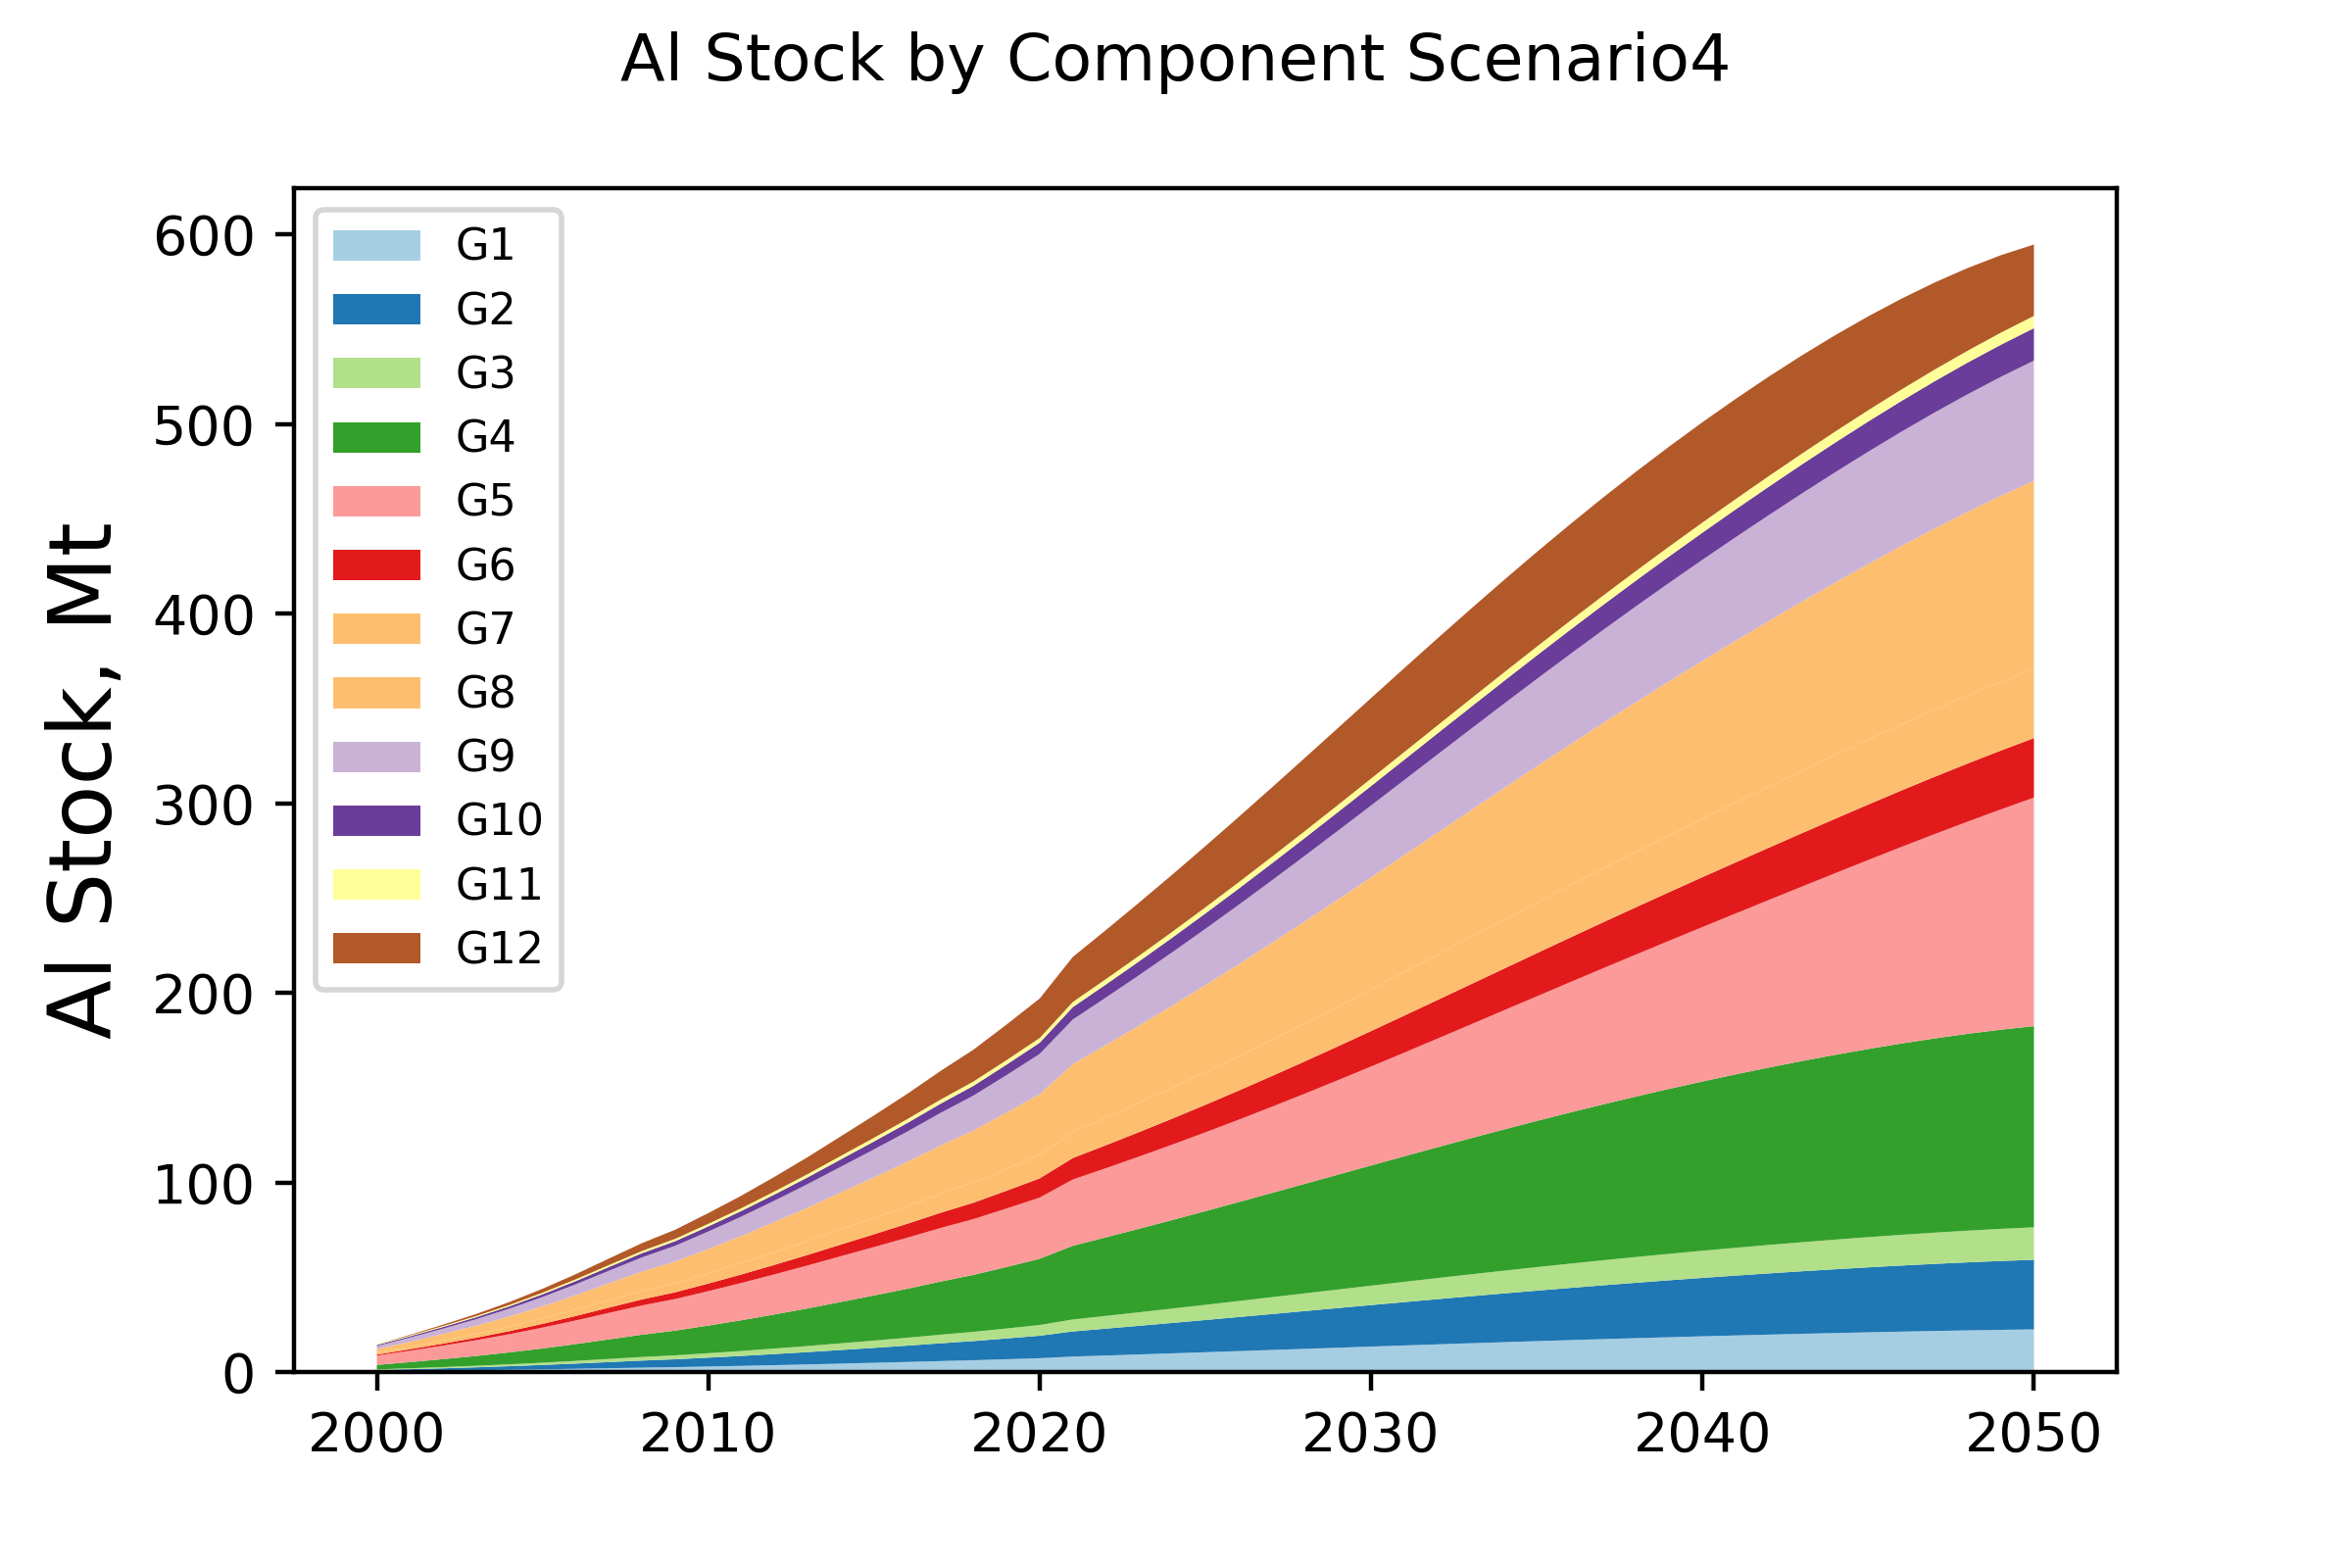 Al Stock by Component Scenario4
Al Stock, Mt
600
500
400
300
200
100
0
G1
G2
G3
G4
G5
G6
G7
G8
G9
G10
G11
G12
2000 2010 2020 2030 2040 2050